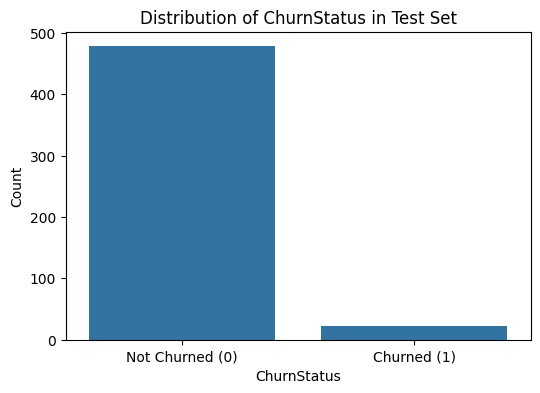 Distribution of ChurnStatus in Test Set
500
400
300
200
100
0
Count
Not Churned (0)
Churned (1)
ChurnStatus